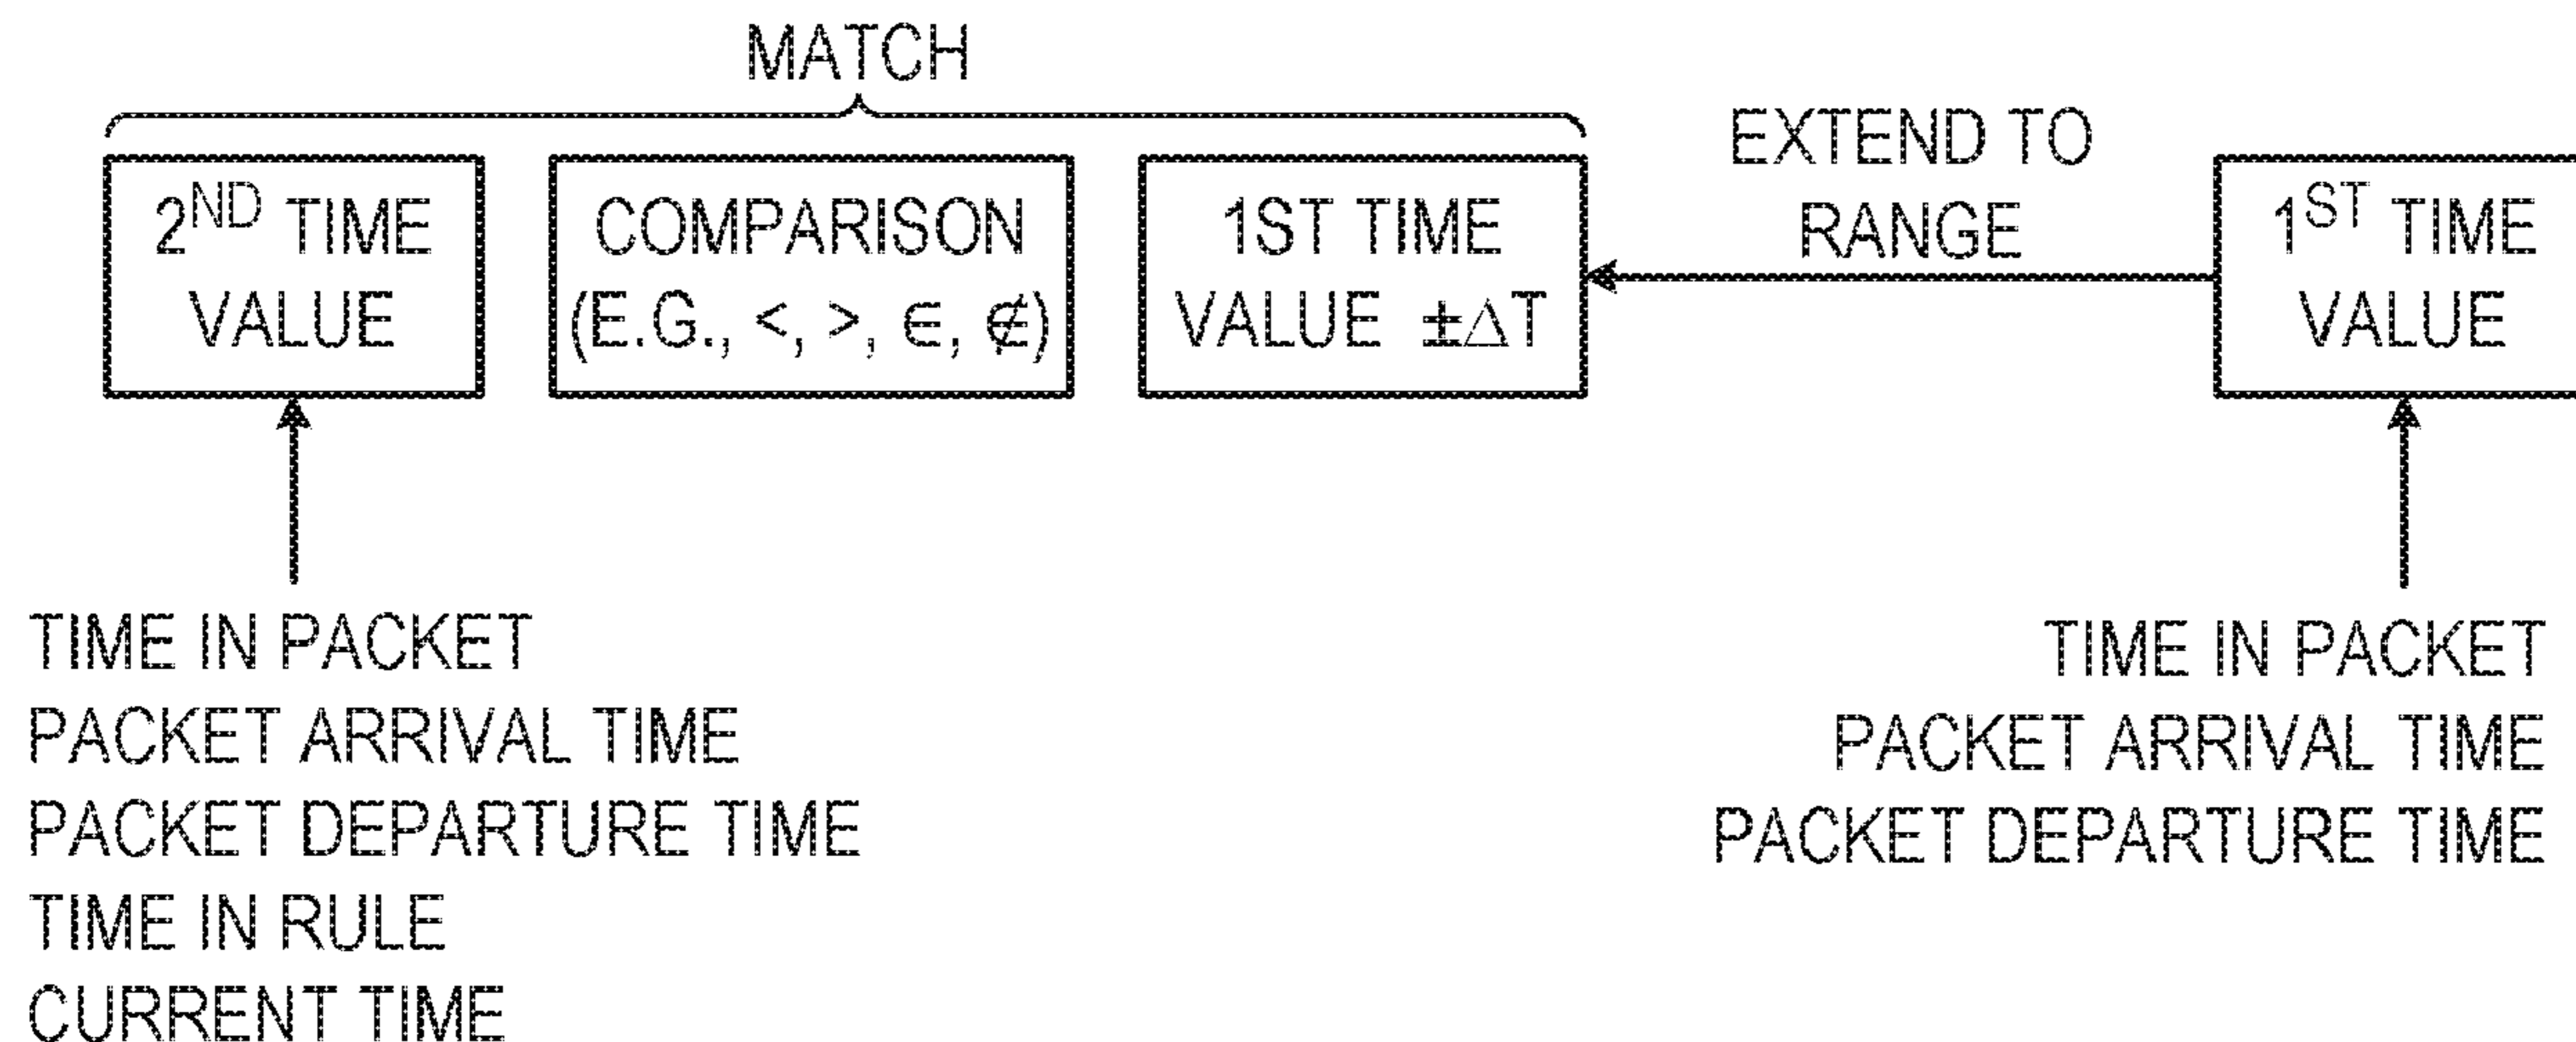 MATCH
2ND TIME
VALUE
COMPARISON
(E.G., <, >, ∈, ∉)
1ST TIME
VALUE ±ΔT
EXTEND TO
RANGE
1ST TIME
VALUE
TIME IN PACKET
PACKET ARRIVAL TIME
PACKET DEPARTURE TIME
TIME IN RULE
CURRENT TIME
TIME IN PACKET
PACKET ARRIVAL TIME
PACKET DEPARTURE TIME